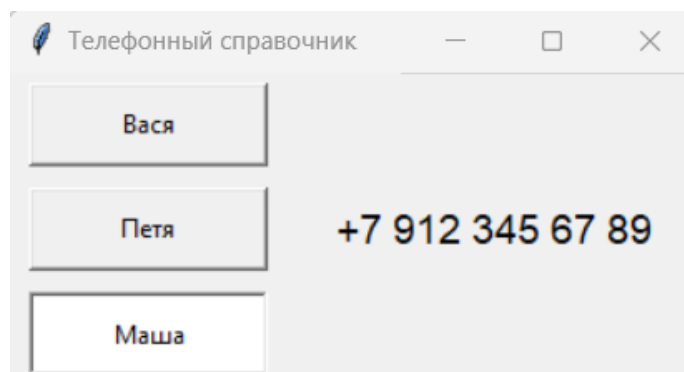 Телефонный справочник
Вася
Петя
+7 912 345 67 89
Маша